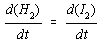 d(H₂)/dt = d(I₂)/dt